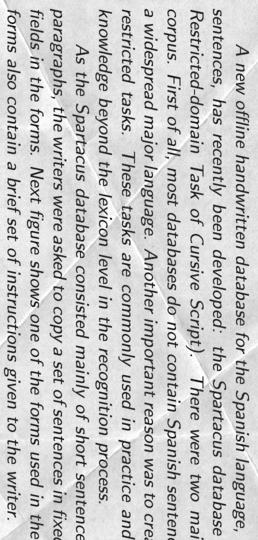 A new offline handwritten database for the Spanish language,
sentences, has recently been developed: the Spartacus database
Restricted-domain Task of Cursive Script). There were two mai
corpus. First of all, most databases do not contain Spanish senten
a widespread major language. Another important reason was to crea
restricted tasks. These tasks are commonly used in practice and
knowledge beyond the lexicon level in the recognition process.
As the Spartacus database consisted mainly of short sentence
paragraphs, the writers were asked to copy a set of sentences in fixed
fields in the forms. Next figure shows one of the forms used in the
forms also contain a brief set of instructions given to the writer.